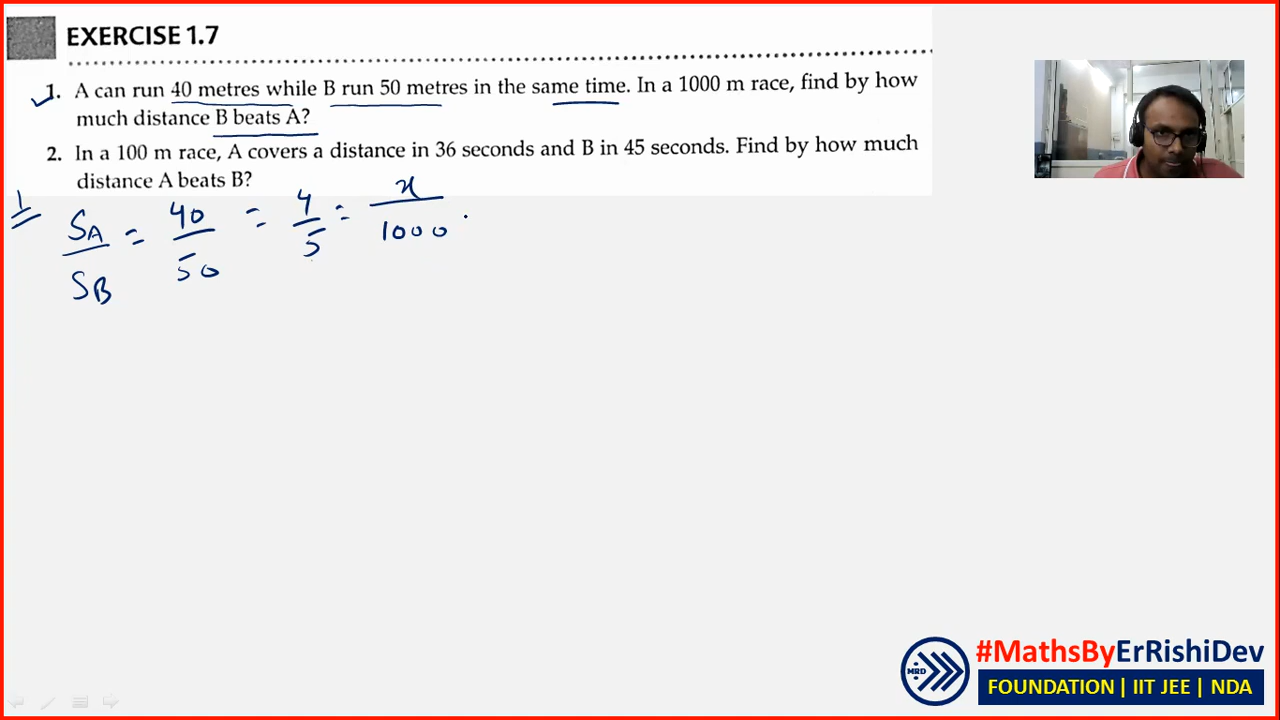 EXERCISE 1.7
1. A can run 40 metres while B run 50 metres in the same time. In a 1000 m race, find by how
much distance B beats A?
2. In a 100 m race, A covers a distance in 36 seconds and B in 45 seconds. Find by how much
distance A beats B?
1 S_A/S_B = 40/50 = 4/5 = x/1000
MRD
#MathsByErRishiDev
FOUNDATION | IIT JEE | NDA